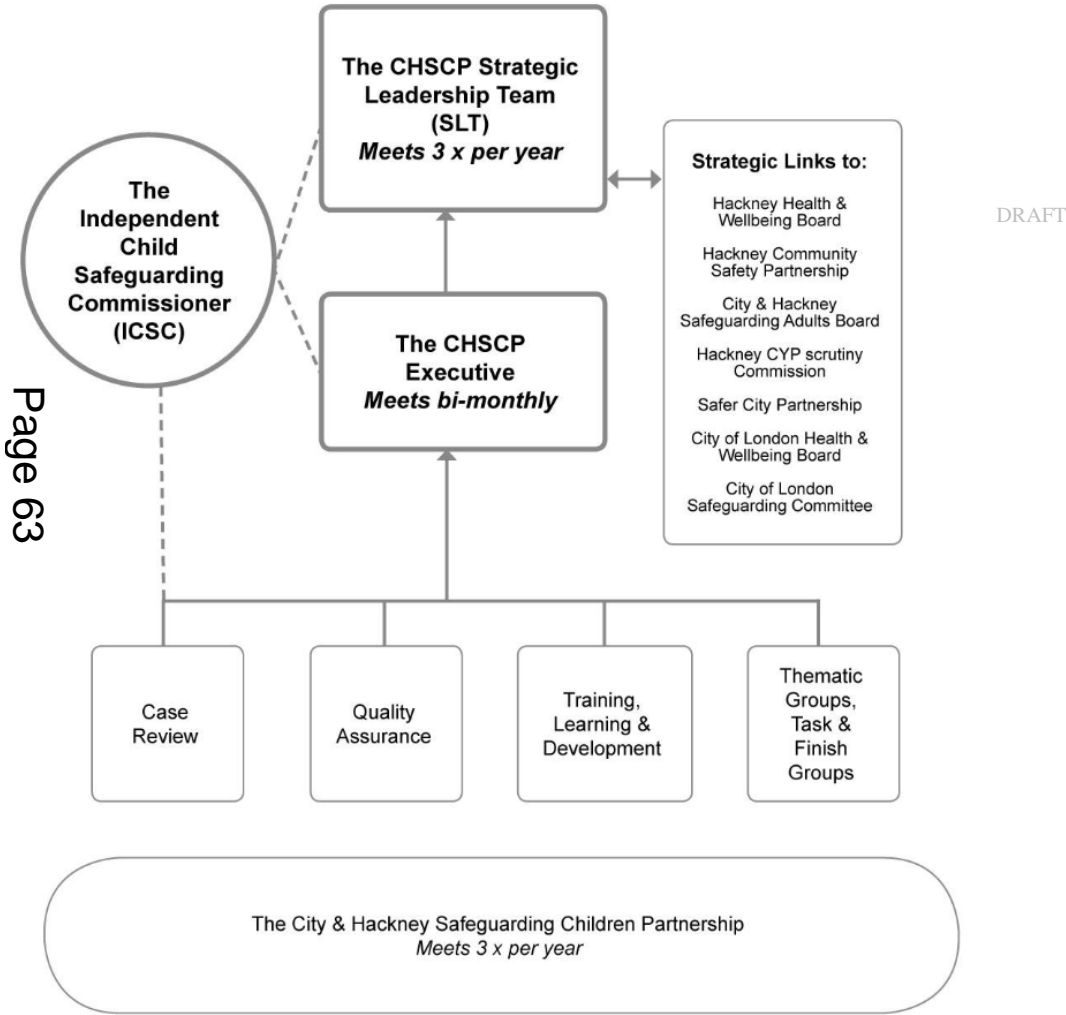 The CHSCP Strategic
Leadership Team
(SLT)
Meets 3 x per year
The
Independent
Child
Safeguarding
Commissioner
(ICSC)
Strategic Links to:
Hackney Health &
Wellbeing Board
Hackney Community
Safety Partnership
City & Hackney
Safeguarding Adults Board
Hackney CYP scrutiny
Commission
Safer City Partnership
City of London Health &
Wellbeing Board
City of London
Safeguarding Committee
DRAFT
The CHSCP
Executive
Meets bi-monthly
Page 63
Case
Review
Quality
Assurance
Training,
Learning &
Development
Thematic
Groups,
Task &
Finish
Groups
The City & Hackney Safeguarding Children Partnership
Meets 3 x per year